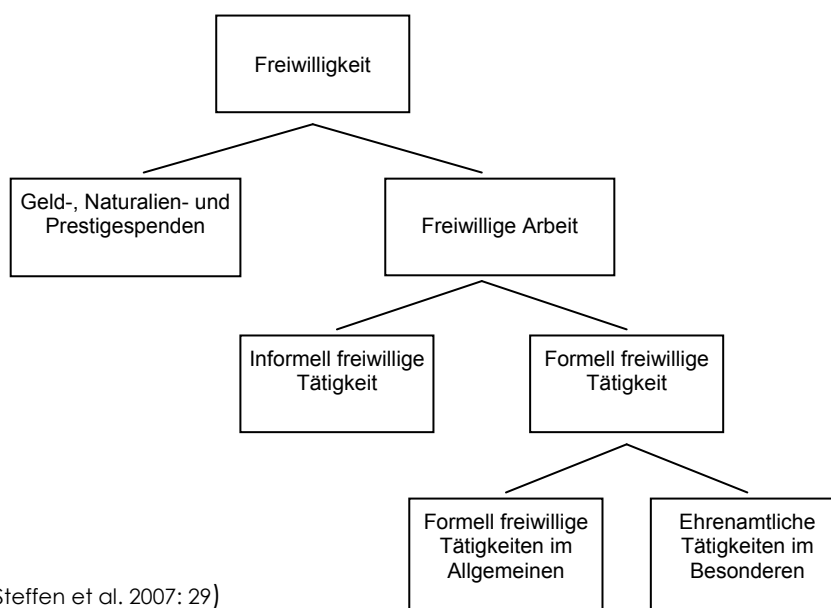 Freiwilligkeit
Geld-, Naturalien- und
Prestigespenden
Freiwillige Arbeit
Informell freiwillige
Tätigkeit
Formell freiwillige
Tätigkeit
Formell freiwillige
Tätigkeiten im
Allgemeinen
Ehrenamtliche
Tätigkeiten im
Besonderen
Steffen et al. 2007: 29)